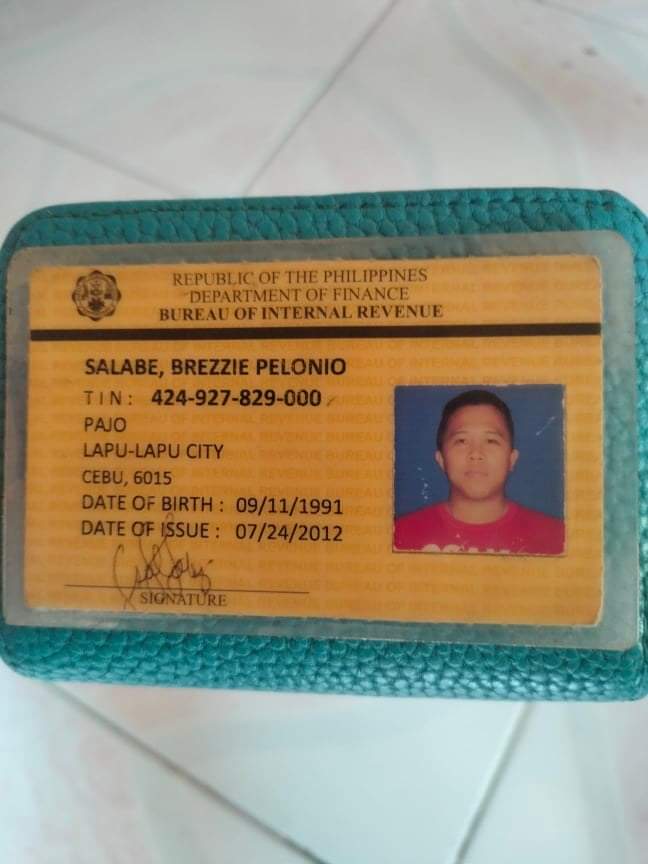 REPUBLIC OF THE PHILIPPINES
DEPARTMENT OF FINANCE
BUREAU OF INTERNAL REVENUE
SALABE, BREZZIE PELONIO
TIN: 424-927-829-000
PAJO
LAPU-LAPU CITY
CEBU, 6015
DATE OF BIRTH : 09/11/1991
DATE OF ISSUE : 07/24/2012
SIGNATURE